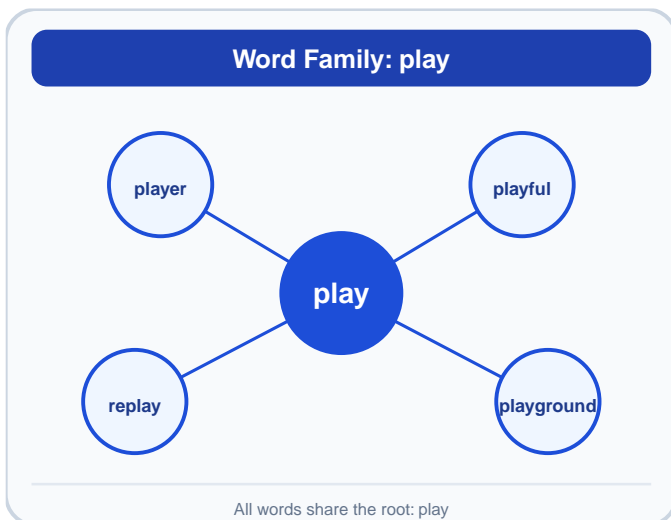 Word Family: play
player
playful
play
replay
playground
All words share the root: play